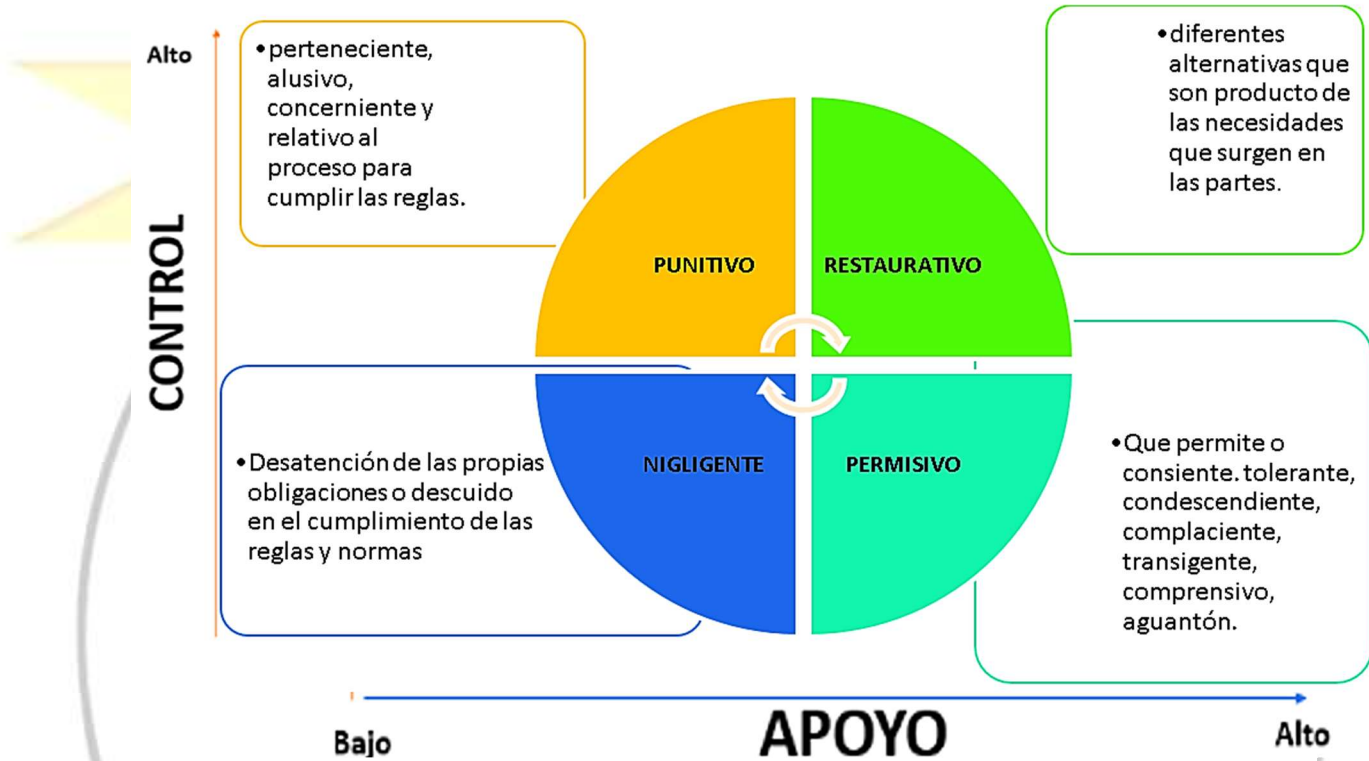 Alto
•perteneciente,
alusivo,
concerniente y
relativo al
proceso para
cumplir las reglas.
•diferentes
alternativas que
son producto de
las necesidades
que surgen en
las partes.
CONTROL
PUNITIVO
RESTAURATIVO
NIGLIGENTE
PERMISIVO
•Desatención de las propias
obligaciones o descuido
en el cumplimiento de las
reglas y normas
•Que permite o
consiente. tolerante,
condescendiente,
complaciente,
transigente,
comprensivo,
aguantón.
Bajo
APOYO
Alto